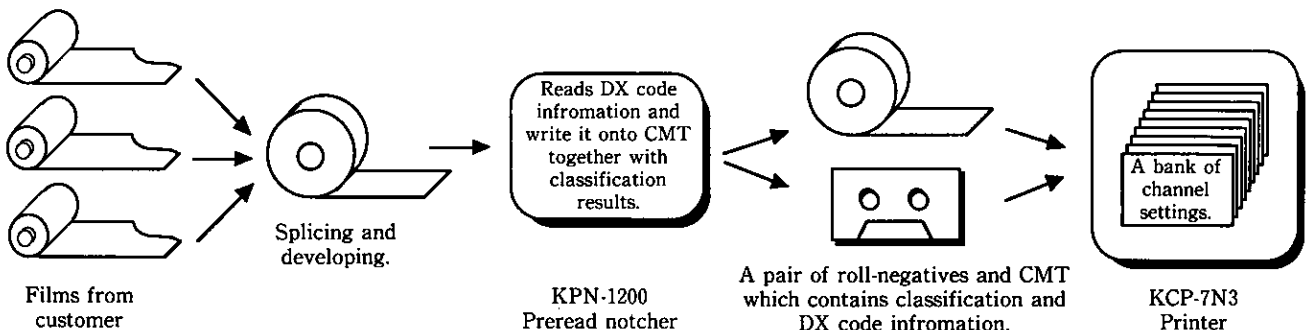 Films from
customer
Splicing and
developing.
Reads DX code
infromation and
write it onto CMT
together with
classification
results.
KPN-1200
Preread notcher
A pair of roll-negatives and CMT
which contains classification and
DX code infromation.
A bank of
channel
settings.
KCP-7N3
Printer